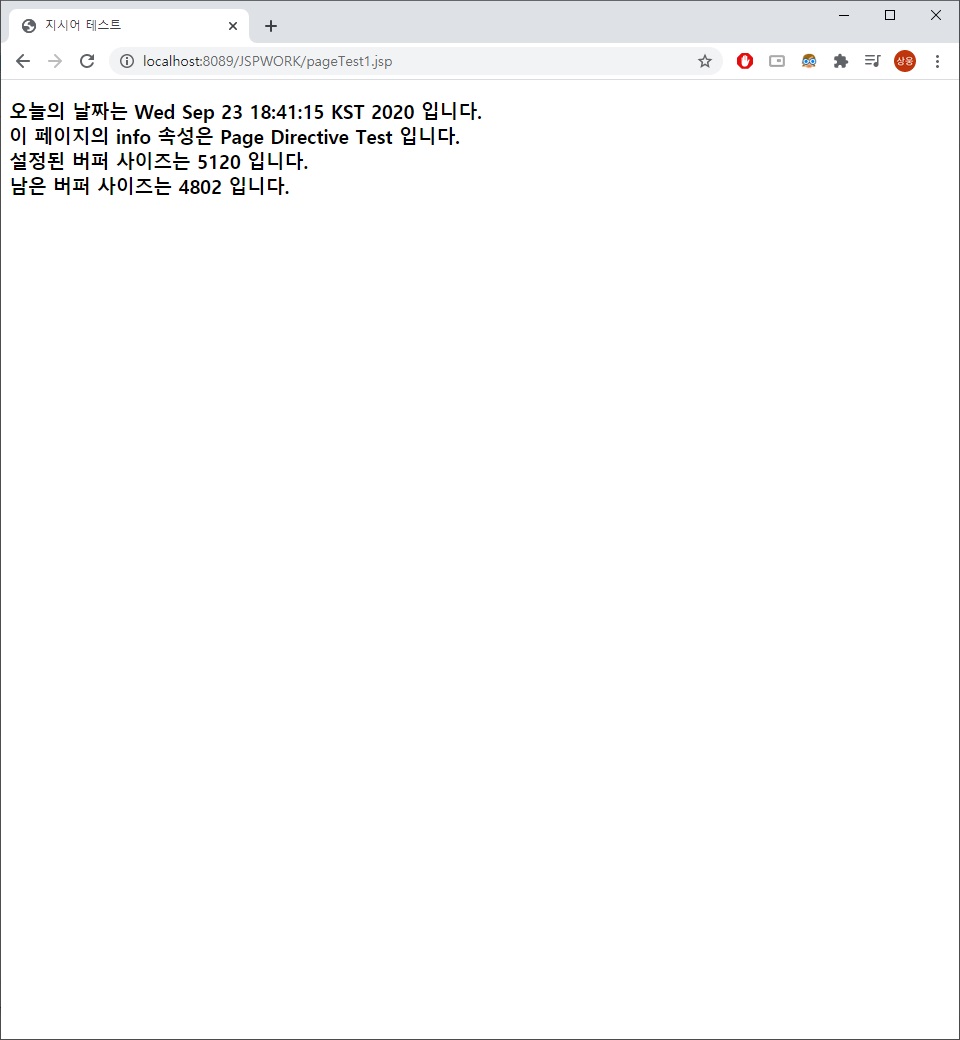 지시어 테스트
localhost:8089/JSPWORK/pageTest1.jsp
상웅
오늘의 날짜는 Wed Sep 23 18:41:15 KST 2020 입니다.
이 페이지의 info 속성은 Page Directive Test 입니다.
설정된 버퍼 사이즈는 5120 입니다.
남은 버퍼 사이즈는 4802 입니다.